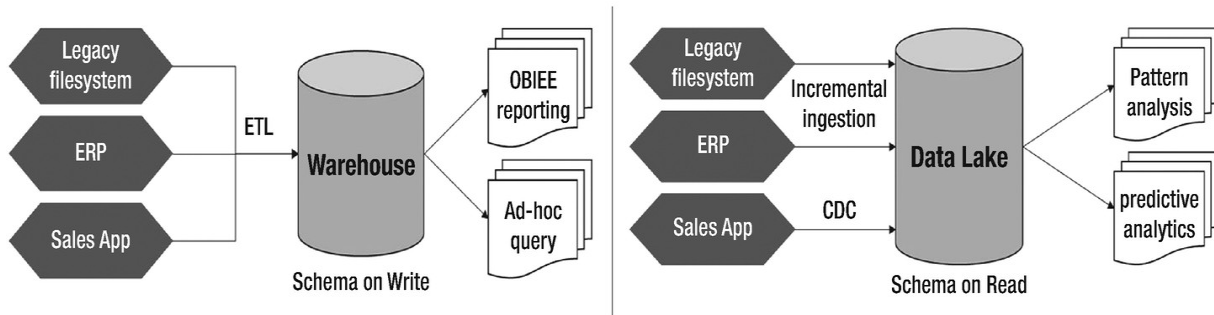 Legacy
filesystem
ERP
Sales App
ETL
Warehouse
Schema on Write
OBIEE
reporting
Ad-hoc
query
Legacy
filesystem
ERP
Sales App
Incremental
ingestion
CDC
Data Lake
Schema on Read
Pattern
analysis
predictive
analytics